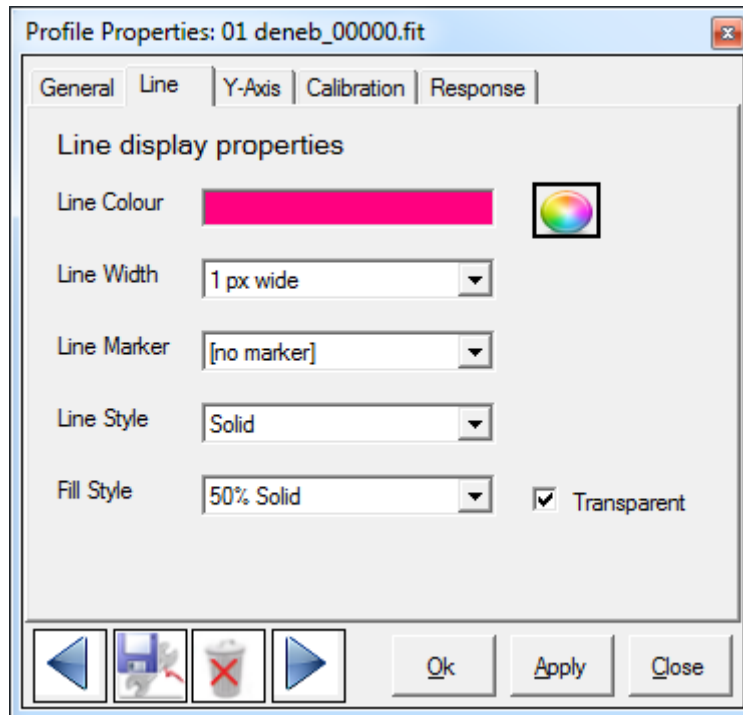 Profile Properties: 01 deneb_00000.fit
General Line Y-Axis Calibration Response
Line display properties
Line Colour
Line Width 1 px wide
Line Marker [no marker]
Line Style Solid
Fill Style 50% Solid Transparent
Ok Apply Close